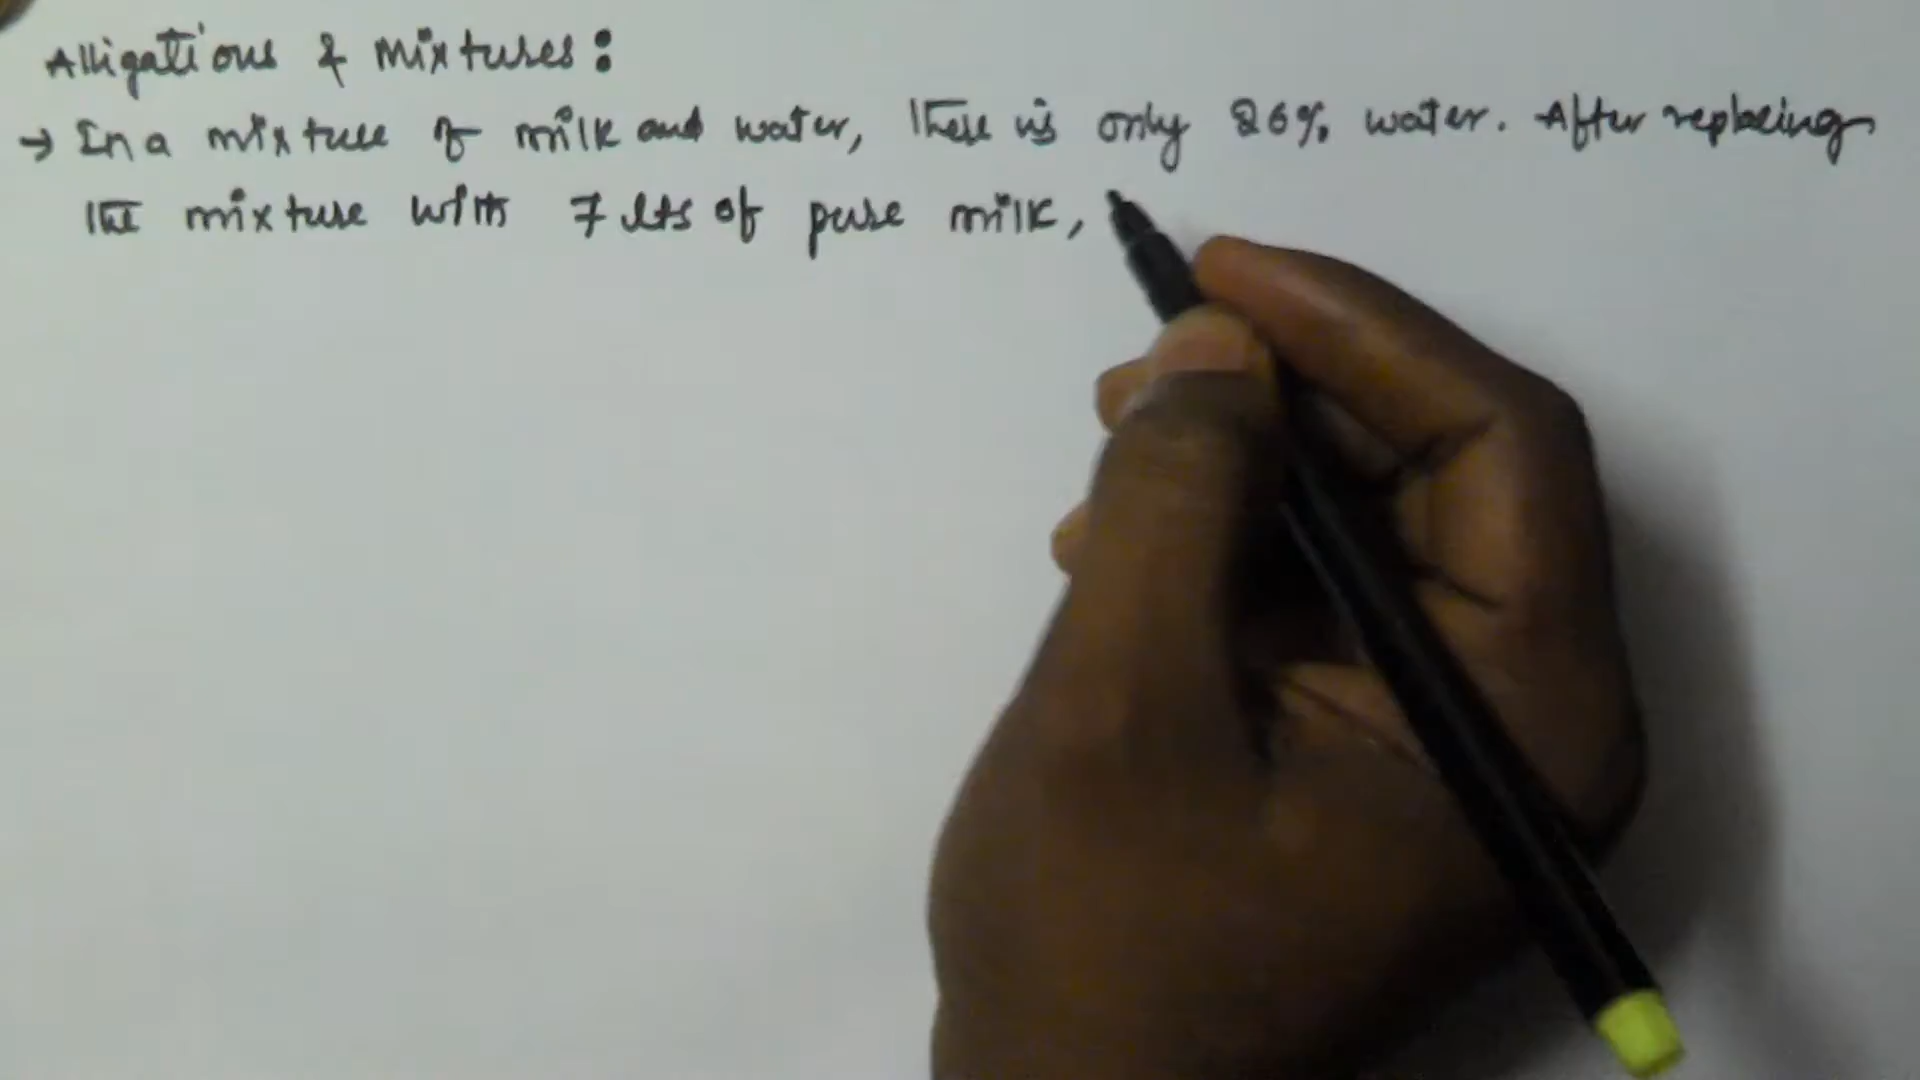 Alligations & Mixtures:
→ In a mixture of milk and water, there is only 26% water. After replacing
the mixture with 7 lts of pure milk,